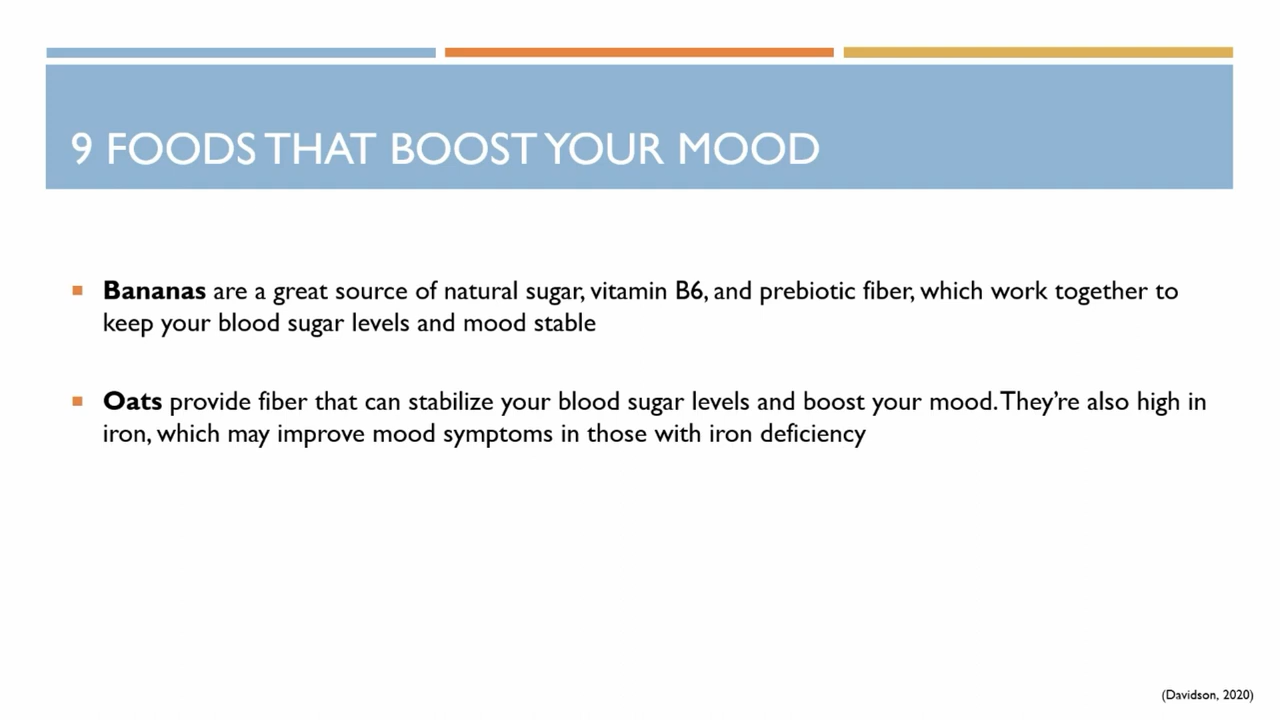 9 FOODS THAT BOOST YOUR MOOD
Bananas are a great source of natural sugar, vitamin B6, and prebiotic fiber, which work together to
keep your blood sugar levels and mood stable
Oats provide fiber that can stabilize your blood sugar levels and boost your mood. They’re also high in
iron, which may improve mood symptoms in those with iron deficiency
(Davidson, 2020)